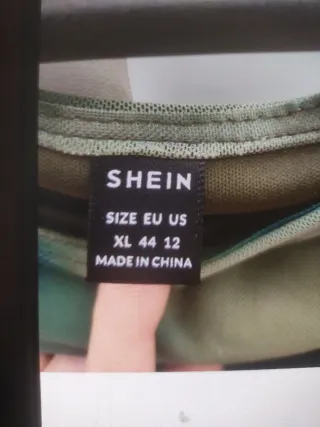 SHEIN
SIZE EU US
XL 44 12
MADE IN CHINA